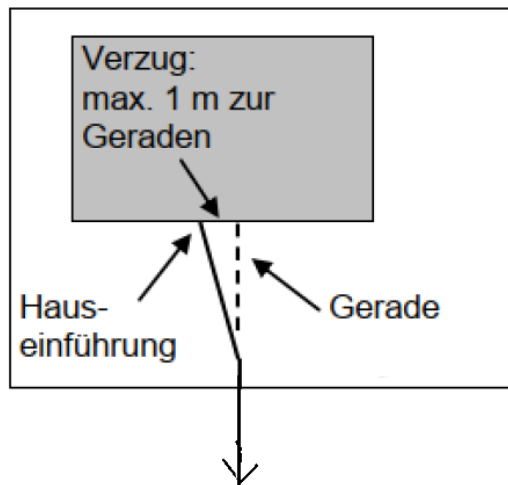 Verzug:
max. 1 m zur
Geraden
Haus-
einführung
Gerade